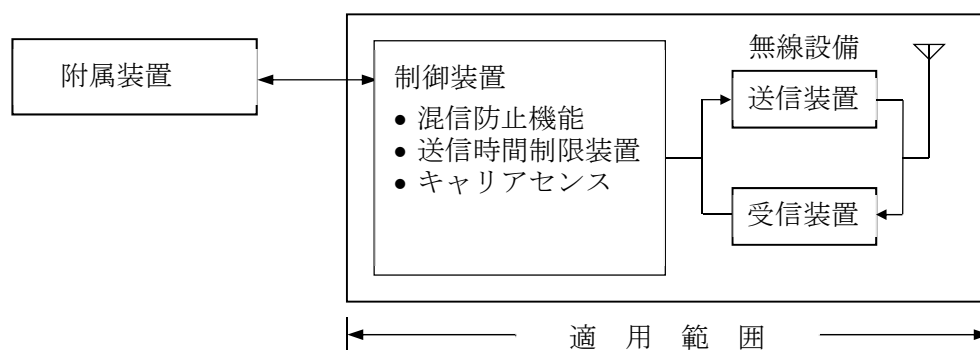 附属装置
制御装置
● 混信防止機能
● 送信時間制限装置
● キャリアセンス
無線設備
送信装置
受信装置
適 用 範 囲